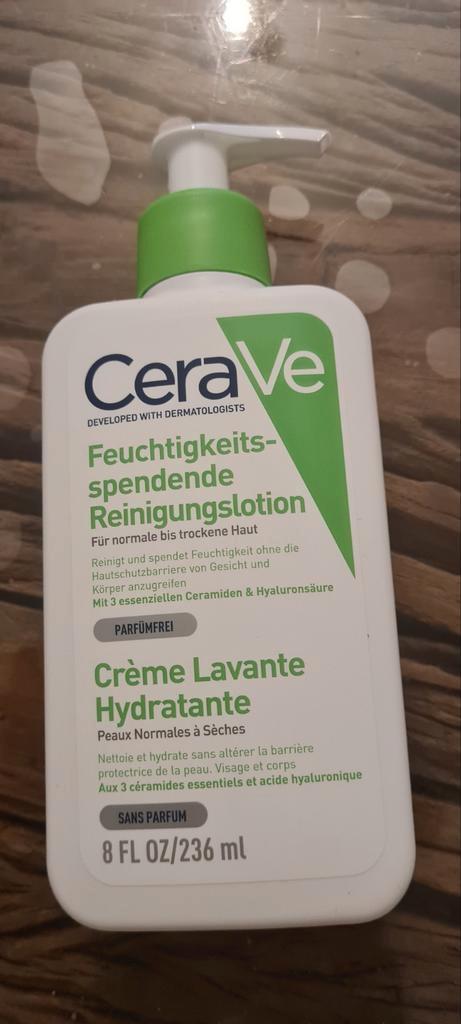 CeraVe
DEVELOPED WITH DERMATOLOGISTS
Feuchtigkeits-
spendende
Reinigungslotion
Für normale bis trockene Haut
Reinigt und spendet Feuchtigkeit ohne die
Hautschutzbarriere von Gesicht und
Körper anzugreifen
Mit 3 essenziellen Ceramiden & Hyaluronsäure
PARFÜMFREI
Crème Lavante
Hydratante
Peaux Normales à Sèches
Nettoie et hydrate sans altérer la barrière
protectrice de la peau. Visage et corps
Aux 3 céramides essentiels et acide hyaluronique
SANS PARFUM
8 FL OZ/236 ml